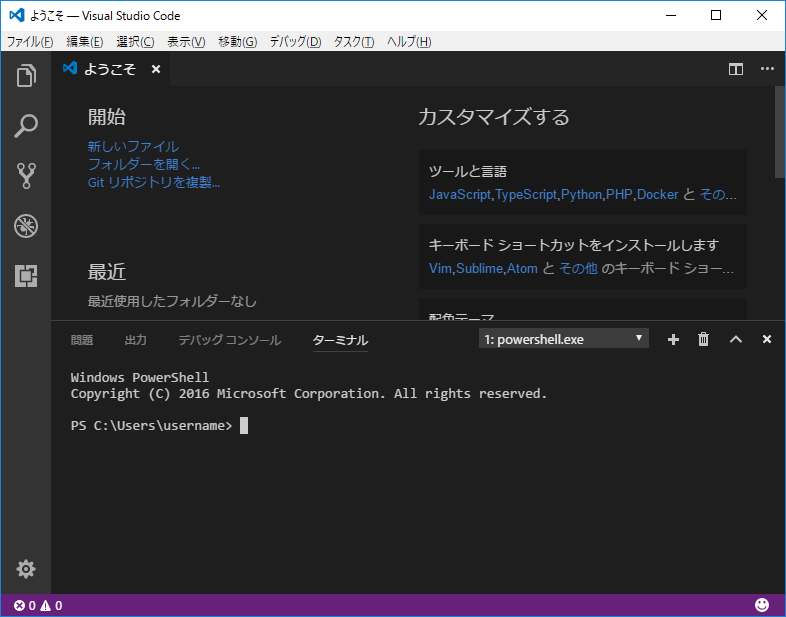 ようこそ — Visual Studio Code
ファイル(F) 編集(E) 選択(C) 表示(V) 移動(G) デバッグ(D) タスク(T) ヘルプ(H)
ようこそ
開始
新しいファイル
フォルダーを開く...
Git リポジトリを複製...
最近
最近使用したフォルダーなし
カスタマイズする
ツールと言語
JavaScript,TypeScript,Python,PHP,Docker と その...
キーボード ショートカットをインストールします
Vim,Sublime,Atom と その他 のキーボード ショー...
配色テーマ
問題 出力 デバッグ コンソール ターミナル 1: powershell.exe
Windows PowerShell
Copyright (C) 2016 Microsoft Corporation. All rights reserved.
PS C:\Users\username>
0 0